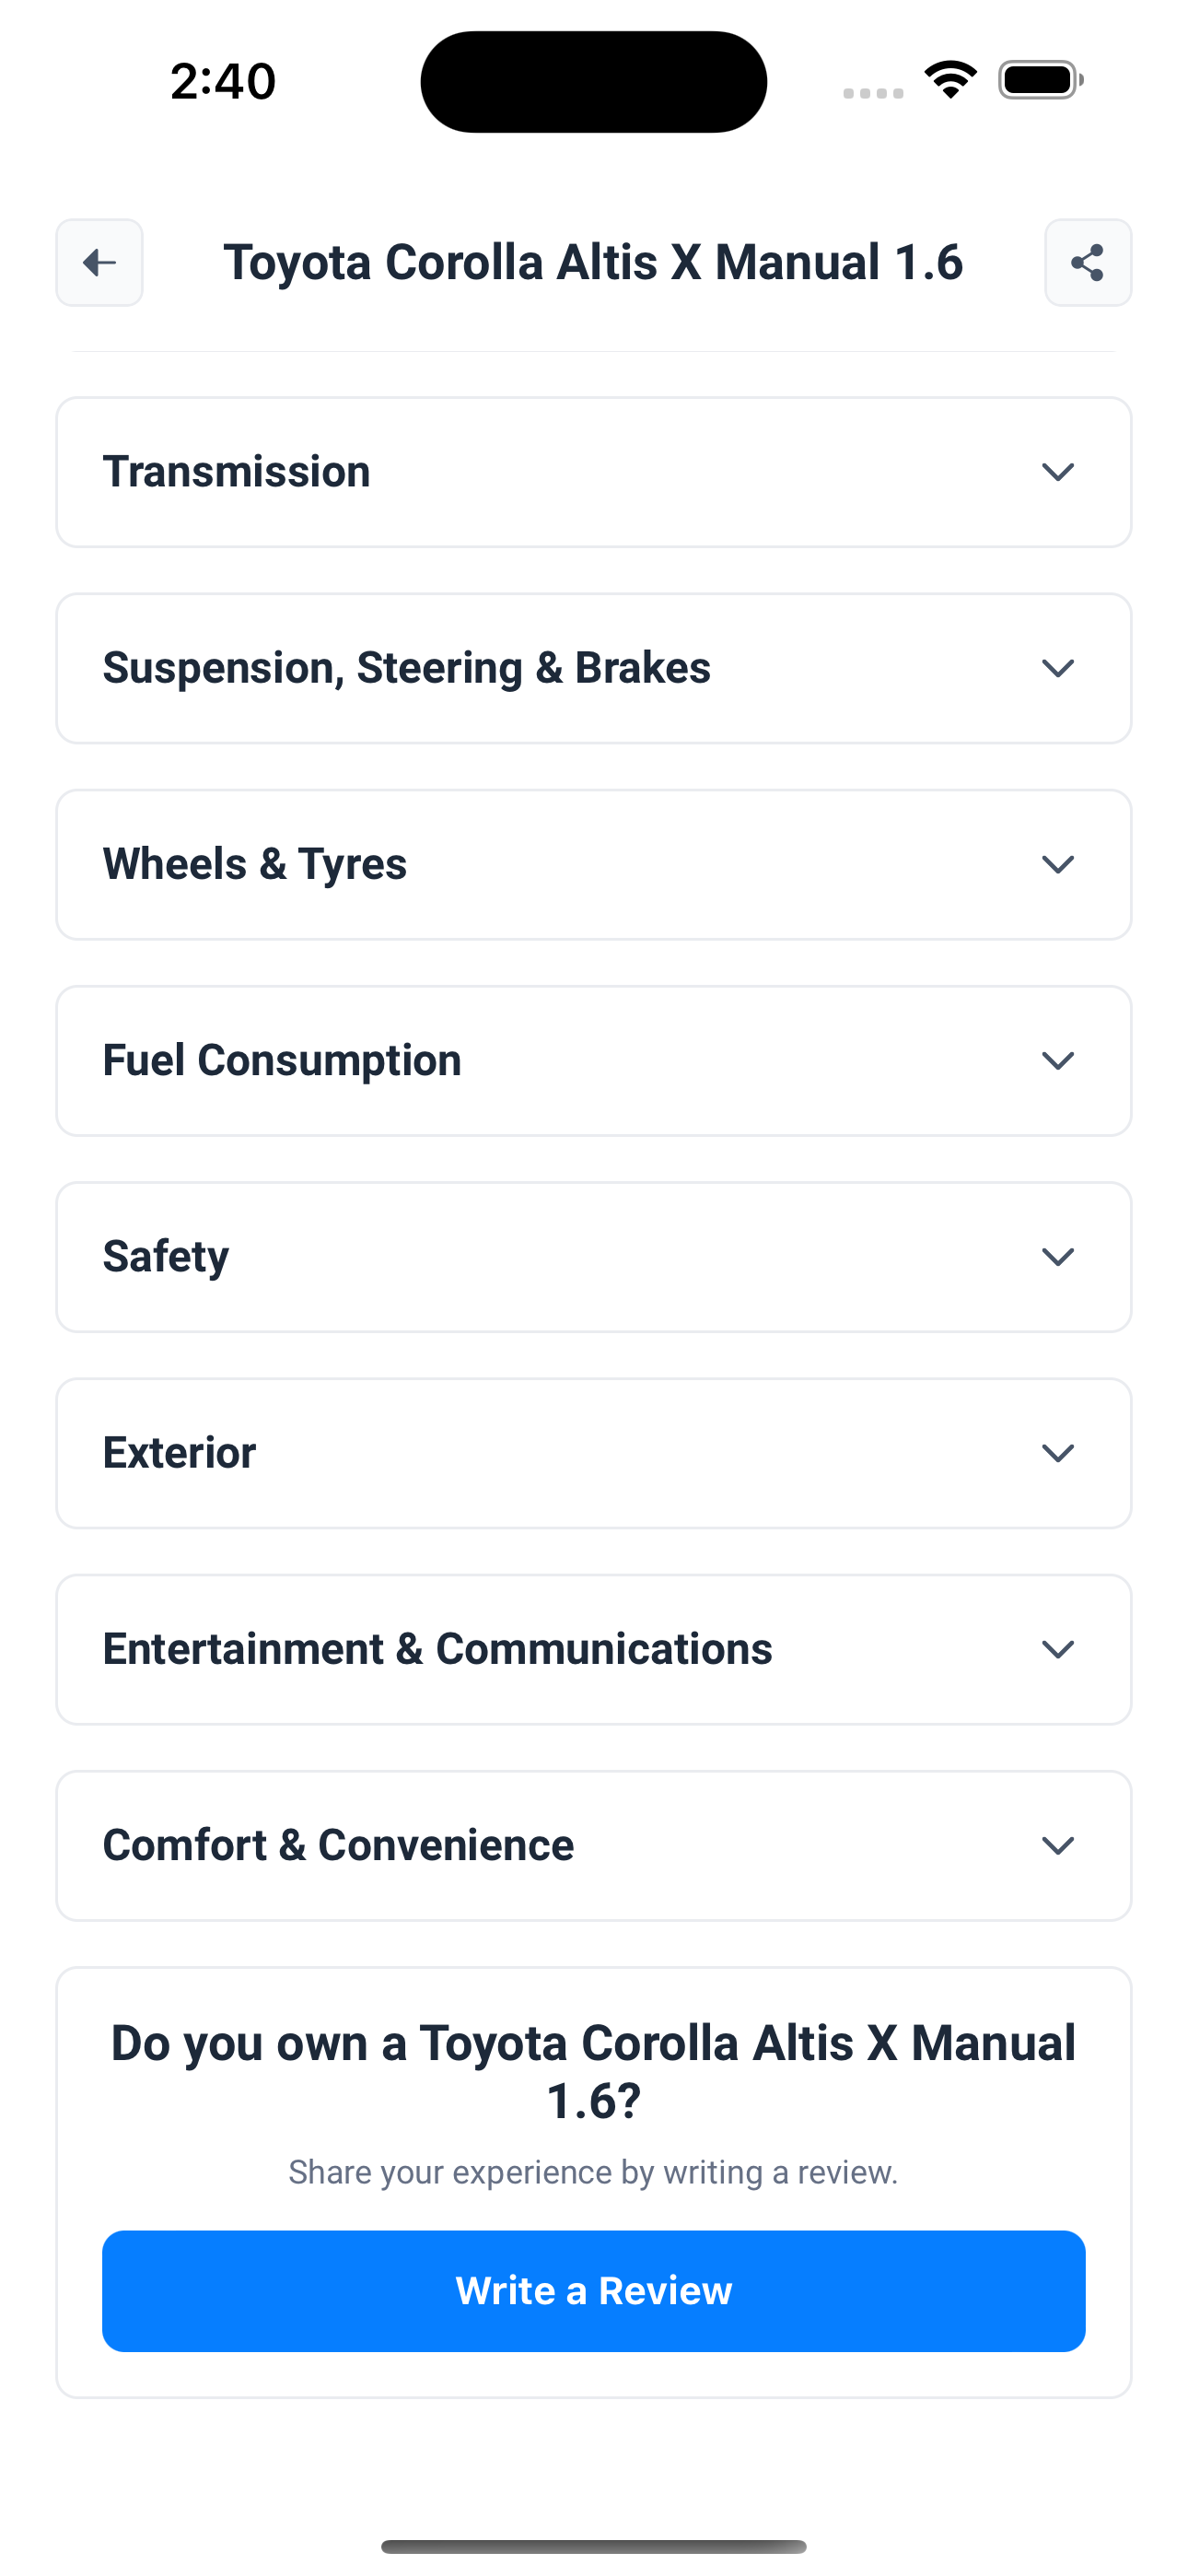 2:40
Toyota Corolla Altis X Manual 1.6
Transmission
Suspension, Steering & Brakes
Wheels & Tyres
Fuel Consumption
Safety
Exterior
Entertainment & Communications
Comfort & Convenience
Do you own a Toyota Corolla Altis X Manual
1.6?
Share your experience by writing a review.
Write a Review